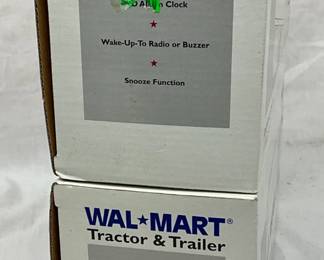 Clock
★
Wake-Up-To Radio or Buzzer
★
Snooze Function
WAL★MART®
Tractor & Trailer